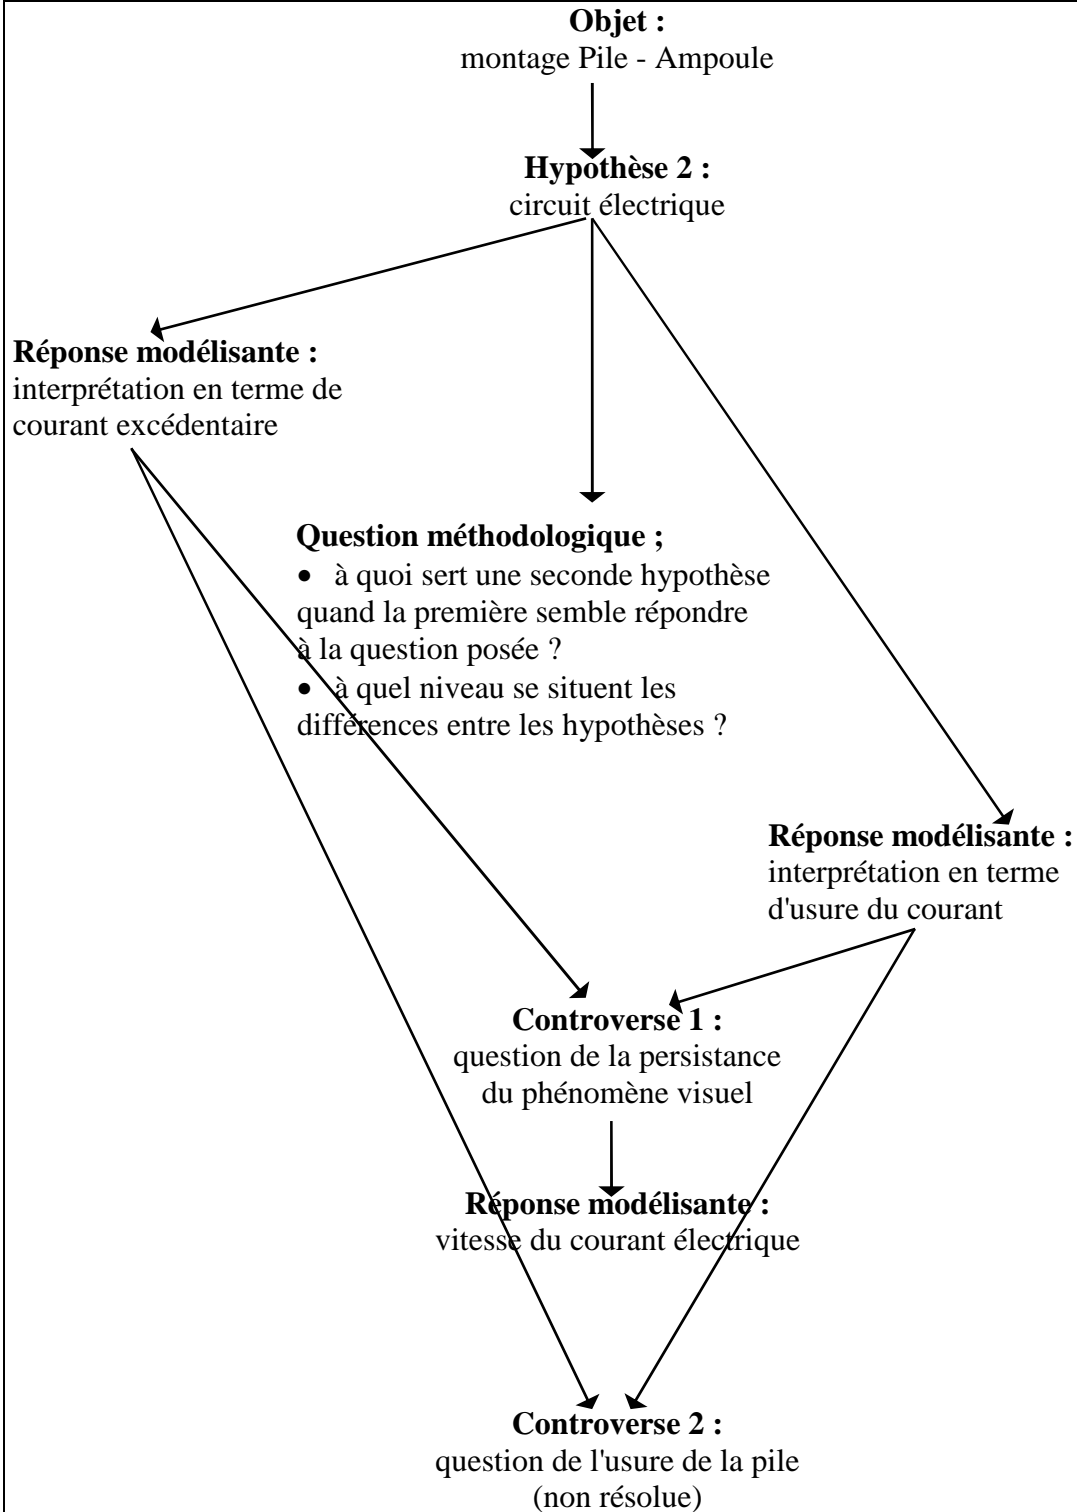 Objet :
montage Pile - Ampoule
Hypothèse 2 :
circuit électrique
Réponse modélisante :
interprétation en terme de
courant excédentaire
Question méthodologique ;
• à quoi sert une seconde hypothèse
quand la première semble répondre
à la question posée ?
• à quel niveau se situent les
différences entre les hypothèses ?
Réponse modélisante :
interprétation en terme
d'usure du courant
Controverse 1 :
question de la persistance
du phénomène visuel
Réponse modélisante :
vitesse du courant électrique
Controverse 2 :
question de l'usure de la pile
(non résolue)